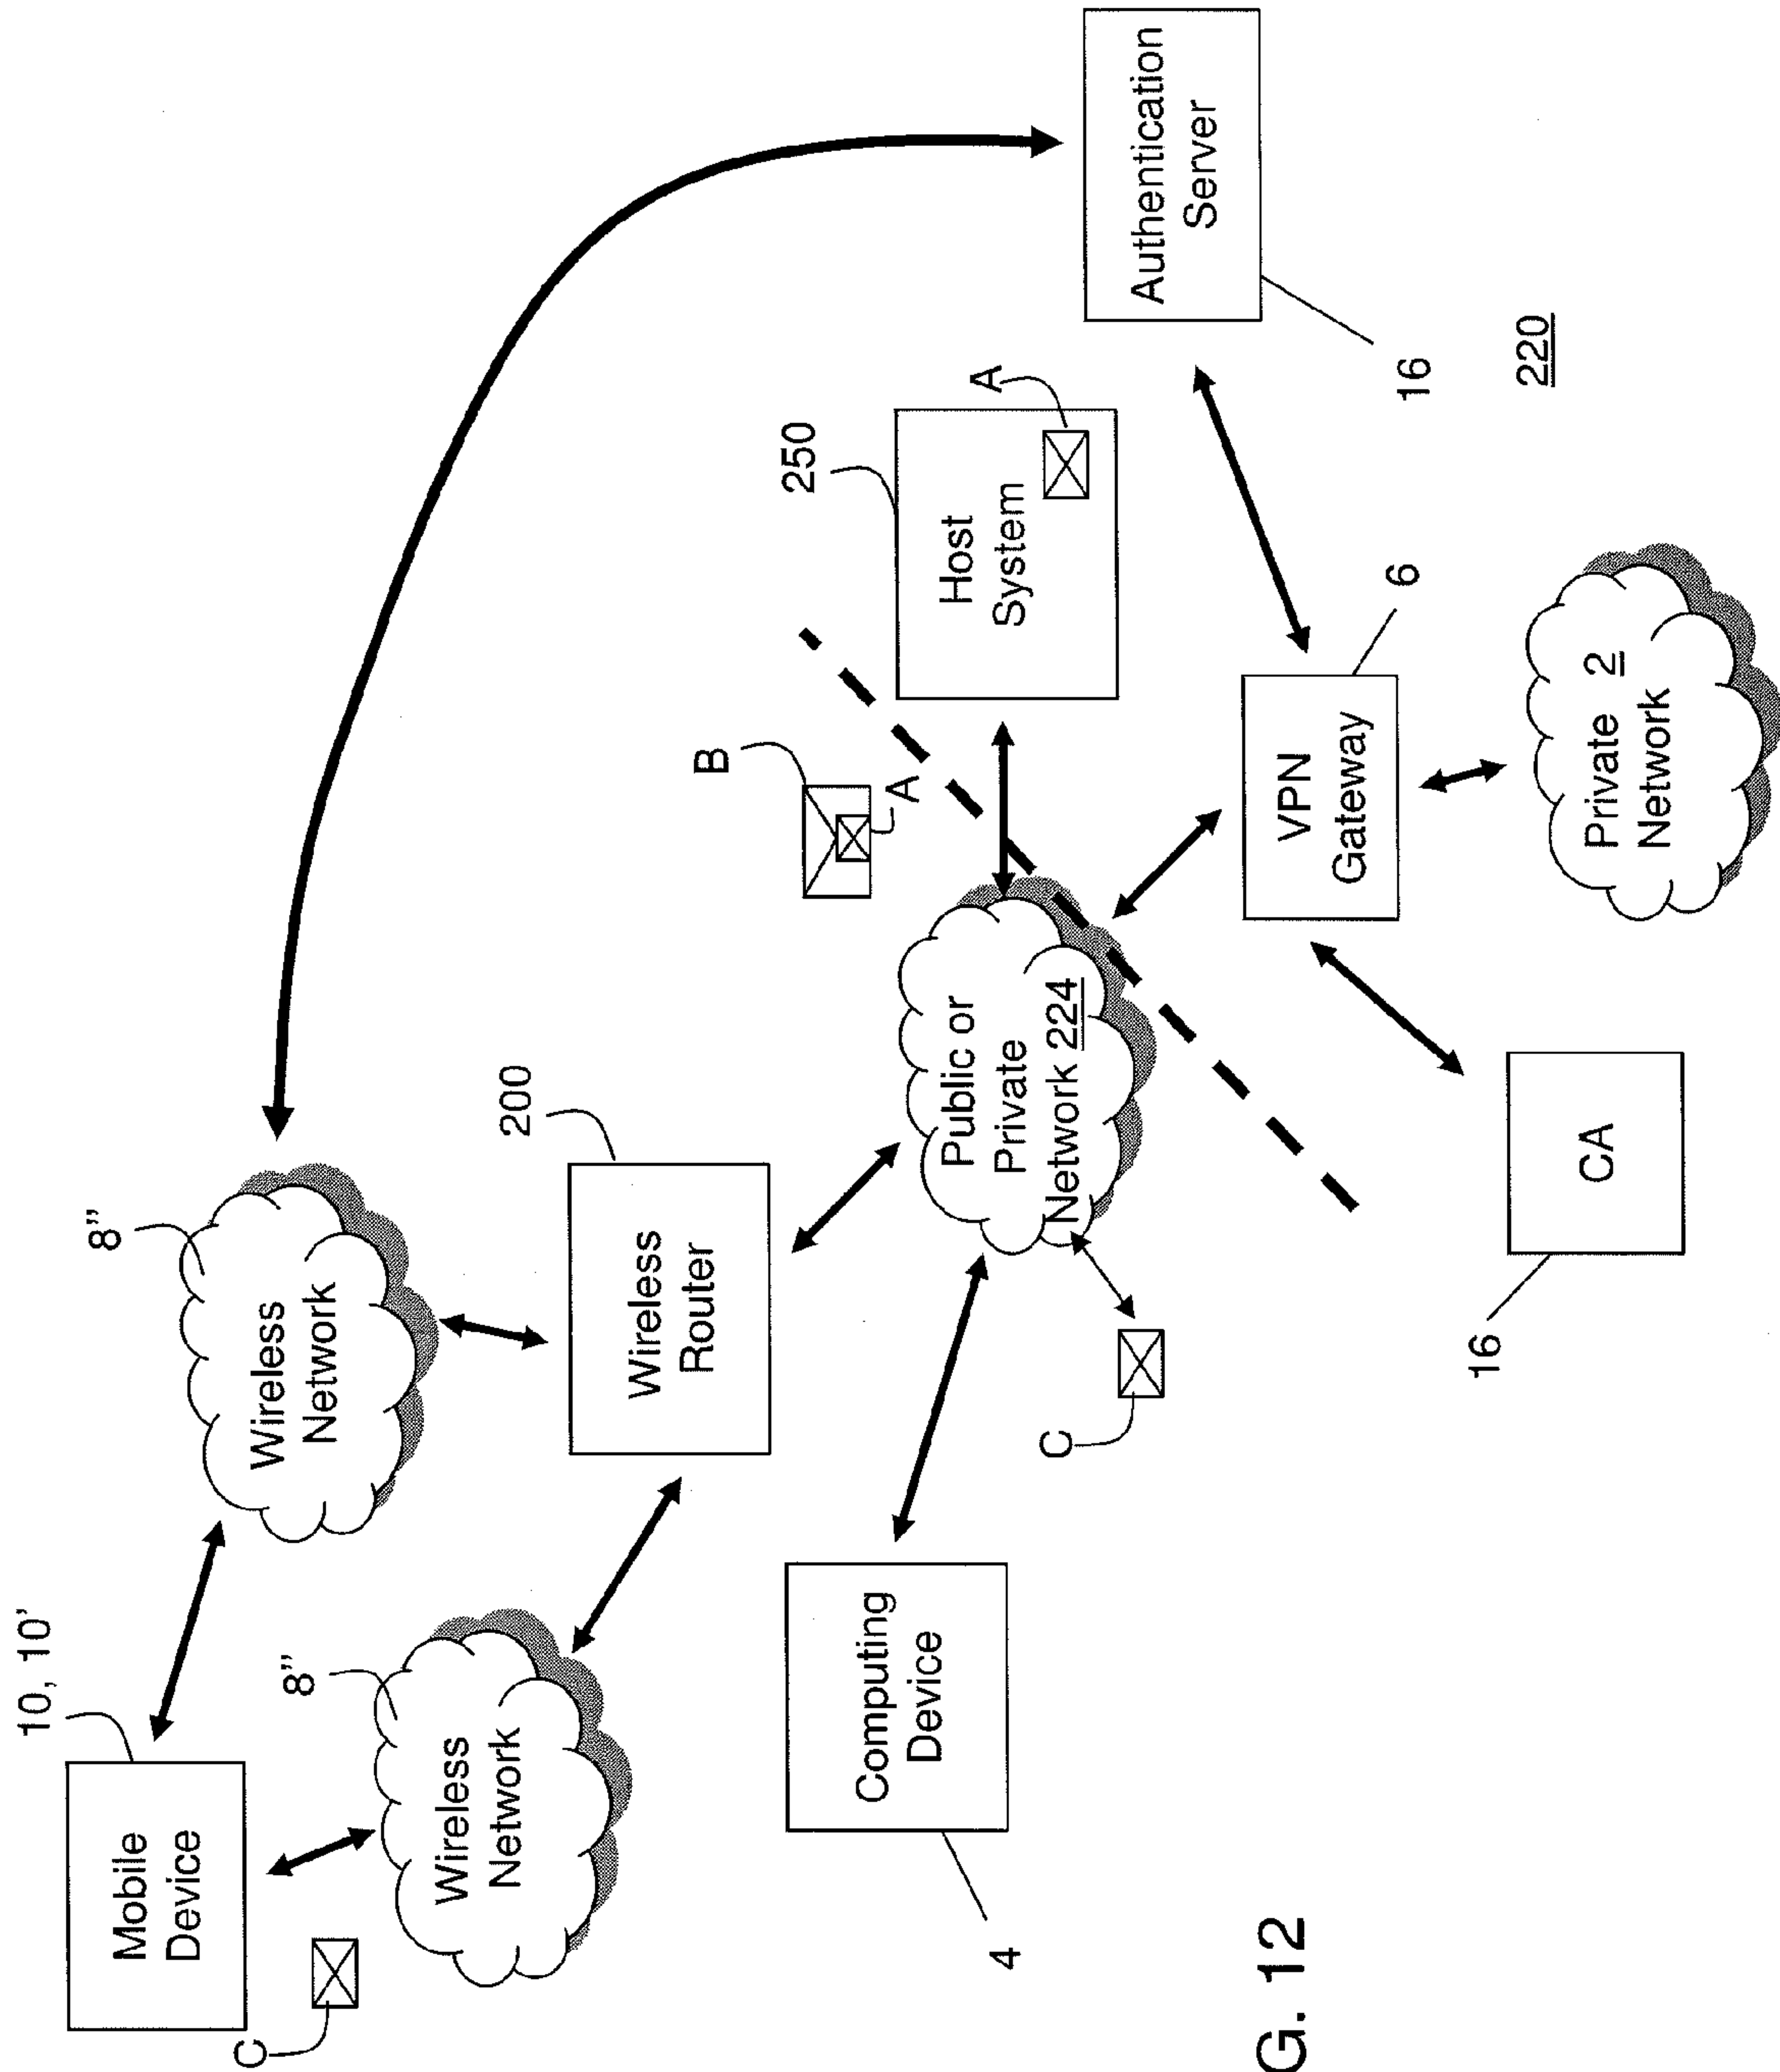 10, 10'
Mobile
Device
C
8”
Wireless
Network
8”
Wireless
Network
200
Wireless
Router
Computing
Device
4
C
Public or
Private
Network 224
B
A
250
Host
System
A
VPN
Gateway
6
Private 2
Network
CA
16
Authentication
Server
16
220
G. 12